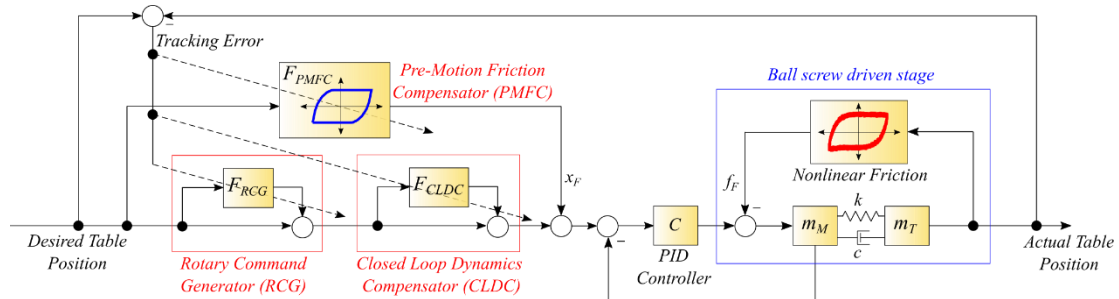 Tracking Error
F_PMFC
Pre-Motion Friction
Compensator (PMFC)
Ball screw driven stage
Nonlinear Friction
F_RCG
F_CLDC
x_F
f_F
k
C
m_M
m_T
c
Desired Table
Position
Rotary Command
Generator (RCG)
Closed Loop Dynamics
Compensator (CLDC)
PID
Controller
Actual Table
Position